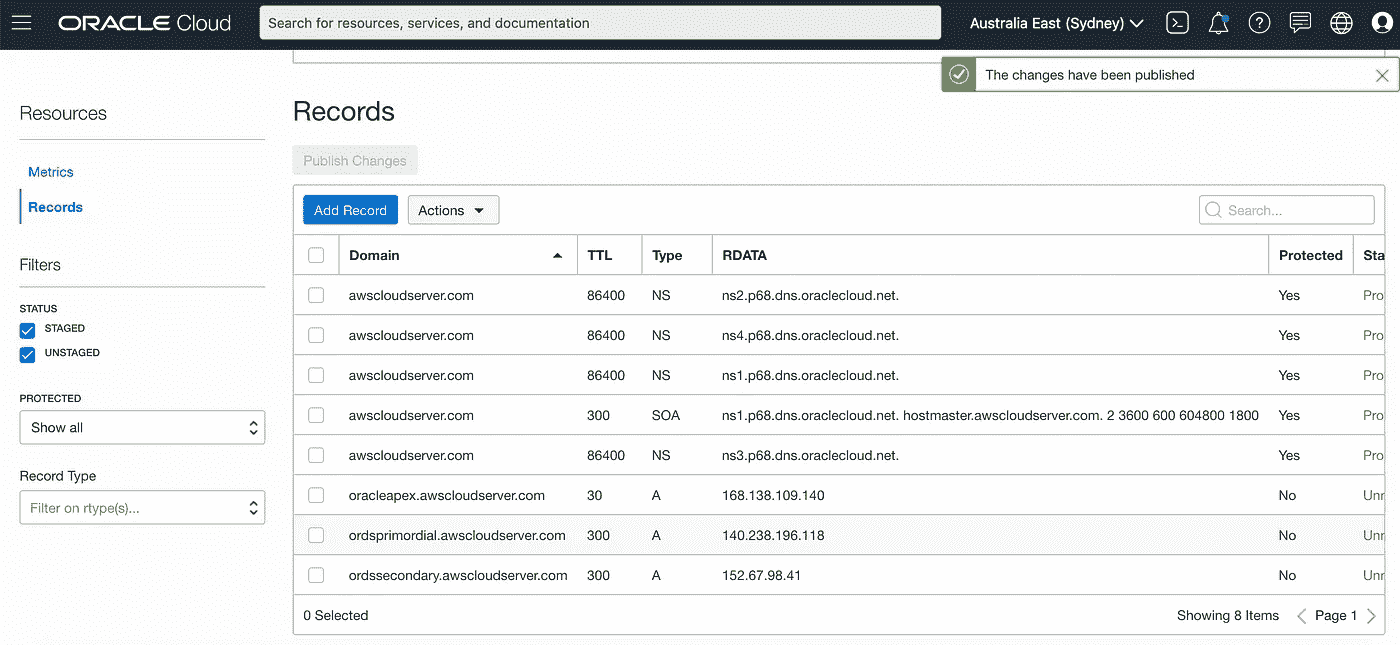 ORACLE Cloud
Search for resources, services, and documentation
Australia East (Sydney)
The changes have been published
Resources
Metrics
Records
Filters
STATUS
STAGED
UNSTAGED
PROTECTED
Show all
Record Type
Filter on rtype(s)...
Records
Publish Changes
Add Record Actions Search...
Domain TTL Type RDATA Protected Sta
awscloudserver.com 86400 NS ns2.p68.dns.oraclecloud.net. Yes Pro
awscloudserver.com 86400 NS ns4.p68.dns.oraclecloud.net. Yes Pro
awscloudserver.com 86400 NS ns1.p68.dns.oraclecloud.net. Yes Pro
awscloudserver.com 300 SOA ns1.p68.dns.oraclecloud.net. hostmaster.awscloudserver.com. 2 3600 600 604800 1800 Yes Pro
awscloudserver.com 86400 NS ns3.p68.dns.oraclecloud.net. Yes Pro
oracleapex.awscloudserver.com 30 A 168.138.109.140 No Unr
ordsprimordial.awscloudserver.com 300 A 140.238.196.118 No Unr
ordssecondary.awscloudserver.com 300 A 152.67.98.41 No Unr
0 Selected Showing 8 Items Page 1